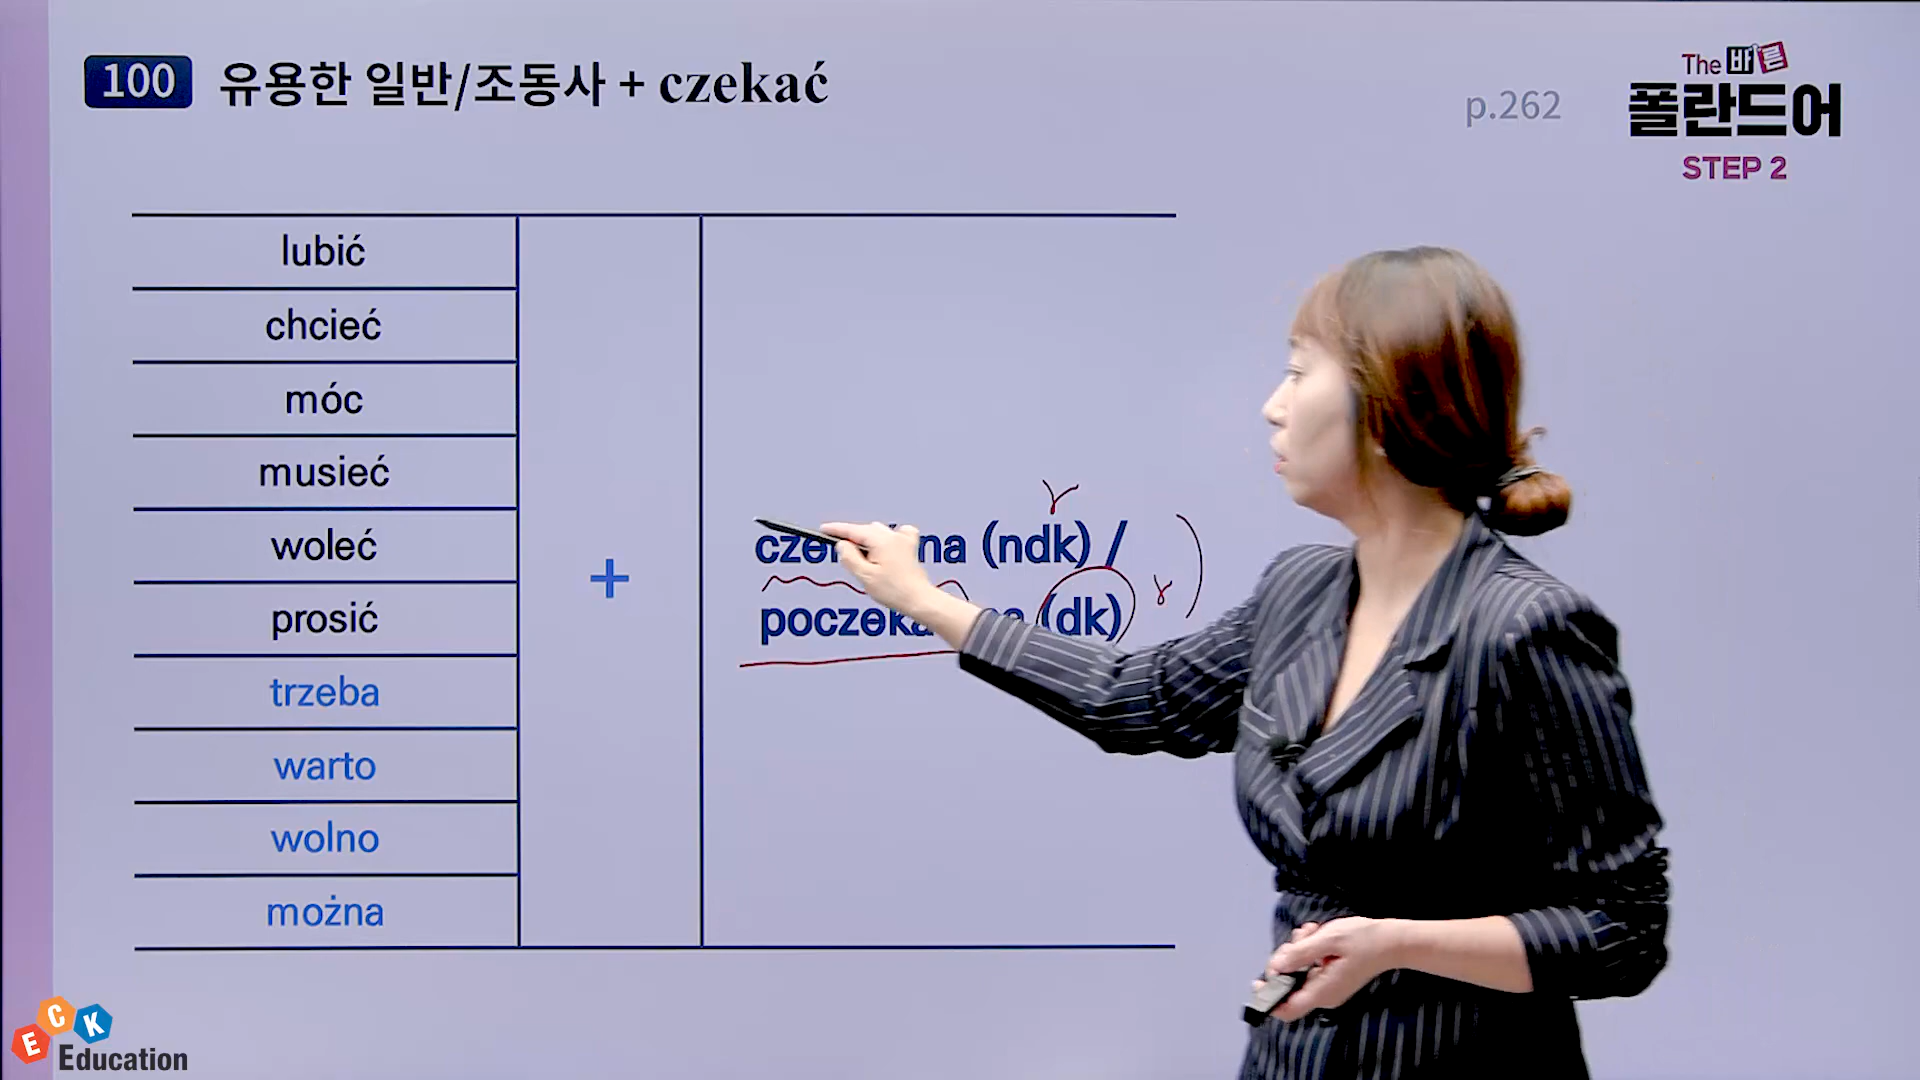 100 유용한 일반/조동사 + czekać
p.262
The 바른
폴란드어
STEP 2
lubić
chcieć
móc
musieć
woleć
prosić
trzeba
warto
wolno
można
+
na (ndk) /
(dk)
ECK
Education